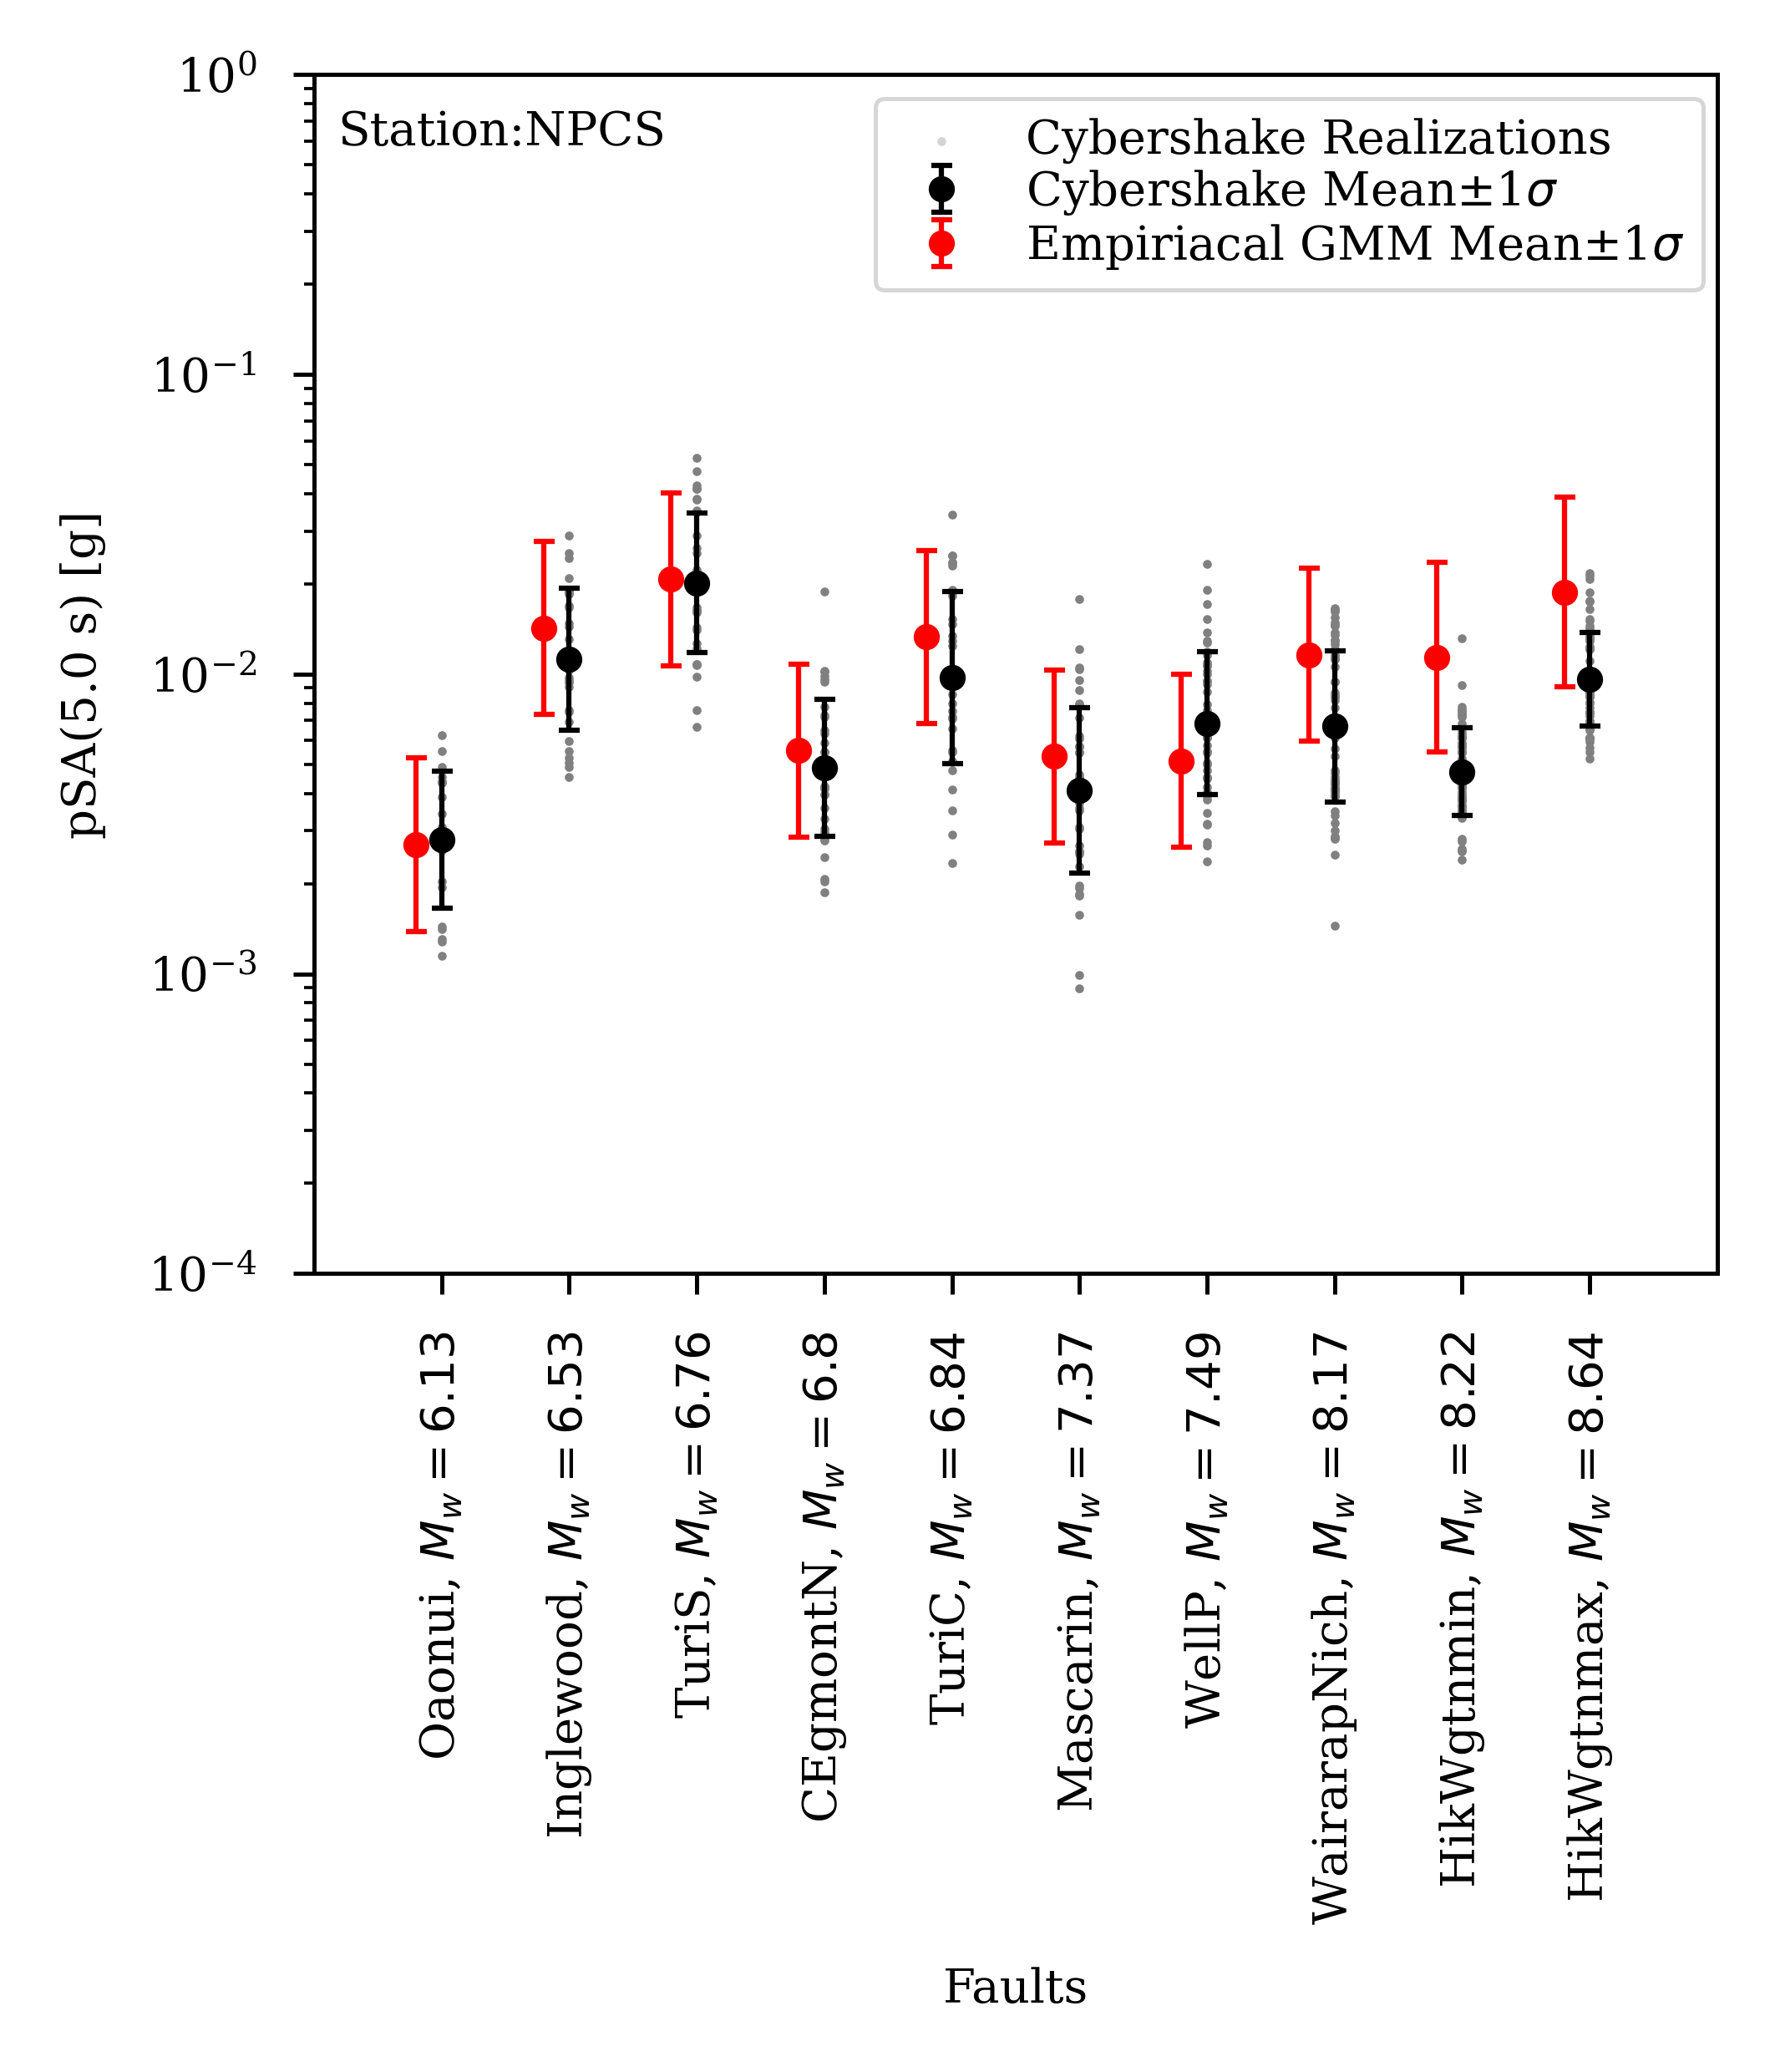 10⁰
Station:NPCS
Cybershake Realizations
Cybershake Mean±1σ
Empiriacal GMM Mean±1σ
10⁻¹
pSA(5.0 s) [g]
10⁻²
10⁻³
10⁻⁴
Oaonui, M_w = 6.13
Inglewood, M_w = 6.53
TuriS, M_w = 6.76
CEgmontN, M_w = 6.8
TuriC, M_w = 6.84
Mascarin, M_w = 7.37
WellP, M_w = 7.49
WairarapNich, M_w = 8.17
HikWgtnmin, M_w = 8.22
HikWgtnmax, M_w = 8.64
Faults